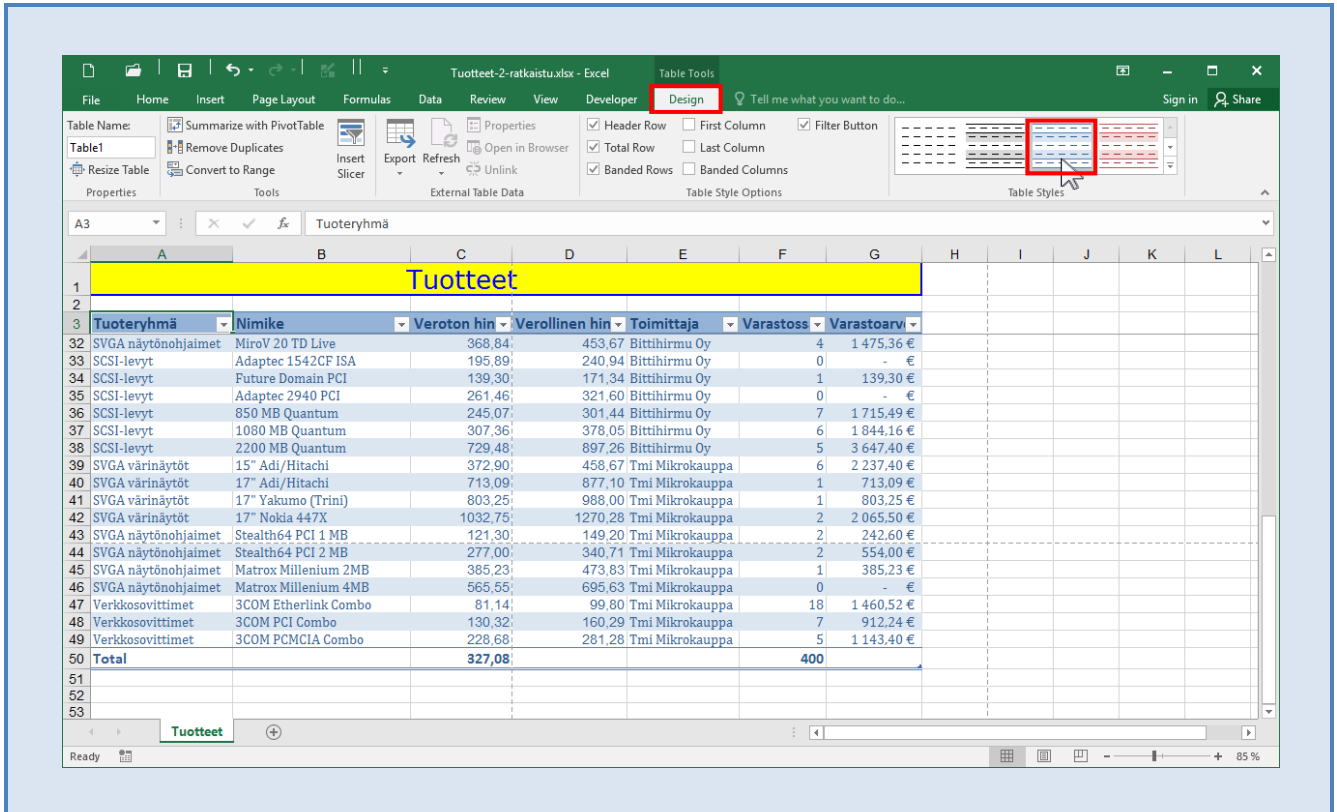 Tuotteet-2-ratkaistu.xlsx - Excel Table Tools
File Home Insert Page Layout Formulas Data Review View Developer Design Tell me what you want to do... Sign in Share
Table Name: Summarize with PivotTable Properties Header Row First Column Filter Button
Table1 Remove Duplicates Insert Slicer Export Refresh Open in Browser Total Row Last Column
Resize Table Convert to Range Unlink Banded Rows Banded Columns
Properties Tools External Table Data Table Style Options Table Styles
A3 fx Tuoteryhmä
A B C D E F G H I J K L
1 Tuotteet
2
3 Tuoteryhmä Nimike Veroton hin Verollinen hin Toimittaja Varastoss Varastoarv
32 SVGA näytönohjaimet MiroV 20 TD Live 368,84 453,67 Bittihirmu Oy 4 1 475,36 €
33 SCSI-levyt Adaptec 1542CF ISA 195,89 240,94 Bittihirmu Oy 0 - €
34 SCSI-levyt Future Domain PCI 139,30 171,34 Bittihirmu Oy 1 139,30 €
35 SCSI-levyt Adaptec 2940 PCI 261,46 321,60 Bittihirmu Oy 0 - €
36 SCSI-levyt 850 MB Quantum 245,07 301,44 Bittihirmu Oy 7 1 715,49 €
37 SCSI-levyt 1080 MB Quantum 307,36 378,05 Bittihirmu Oy 6 1 844,16 €
38 SCSI-levyt 2200 MB Quantum 729,48 897,26 Bittihirmu Oy 5 3 647,40 €
39 SVGA värinäytöt 15" Adi/Hitachi 372,90 458,67 Tmi Mikrokauppa 6 2 237,40 €
40 SVGA värinäytöt 17" Adi/Hitachi 713,09 877,10 Tmi Mikrokauppa 1 713,09 €
41 SVGA värinäytöt 17" Yakumo (Trini) 803,25 988,00 Tmi Mikrokauppa 1 803,25 €
42 SVGA värinäytöt 17" Nokia 447X 1032,75 1270,28 Tmi Mikrokauppa 2 2 065,50 €
43 SVGA näytönohjaimet Stealth64 PCI 1 MB 121,30 149,20 Tmi Mikrokauppa 2 242,60 €
44 SVGA näytönohjaimet Stealth64 PCI 2 MB 277,00 340,71 Tmi Mikrokauppa 2 554,00 €
45 SVGA näytönohjaimet Matrox Millenium 2MB 385,23 473,83 Tmi Mikrokauppa 1 385,23 €
46 SVGA näytönohjaimet Matrox Millenium 4MB 565,55 695,63 Tmi Mikrokauppa 0 - €
47 Verkkosovittimet 3COM Etherlink Combo 81,14 99,80 Tmi Mikrokauppa 18 1 460,52 €
48 Verkkosovittimet 3COM PCI Combo 130,32 160,29 Tmi Mikrokauppa 7 912,24 €
49 Verkkosovittimet 3COM PCMCIA Combo 228,68 281,28 Tmi Mikrokauppa 5 1 143,40 €
50 Total 327,08 400
51
52
53
Tuotteet
Ready 85 %